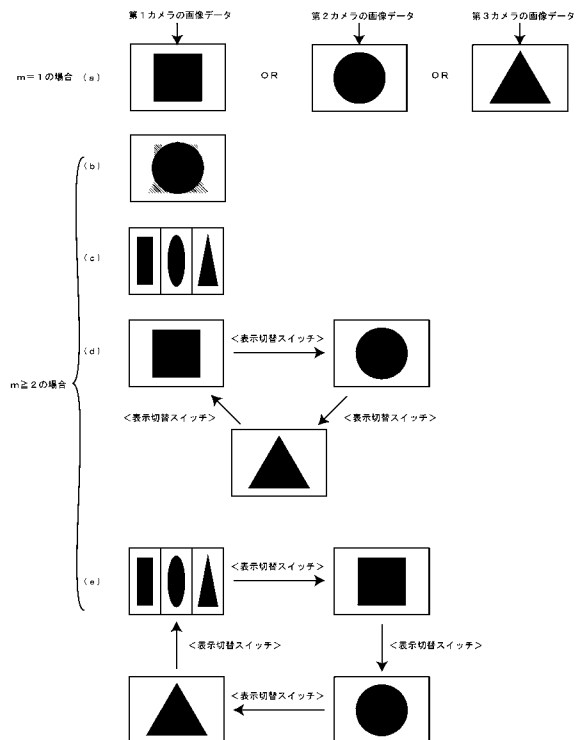 第1カメラの画像データ 第2カメラの画像データ 第3カメラの画像データ
m=1の場合 (a) OR OR
(b)
(c)
(d) <表示切替スイッチ>
m≧2の場合
<表示切替スイッチ> <表示切替スイッチ>
(e) <表示切替スイッチ>
<表示切替スイッチ> <表示切替スイッチ>
<表示切替スイッチ>